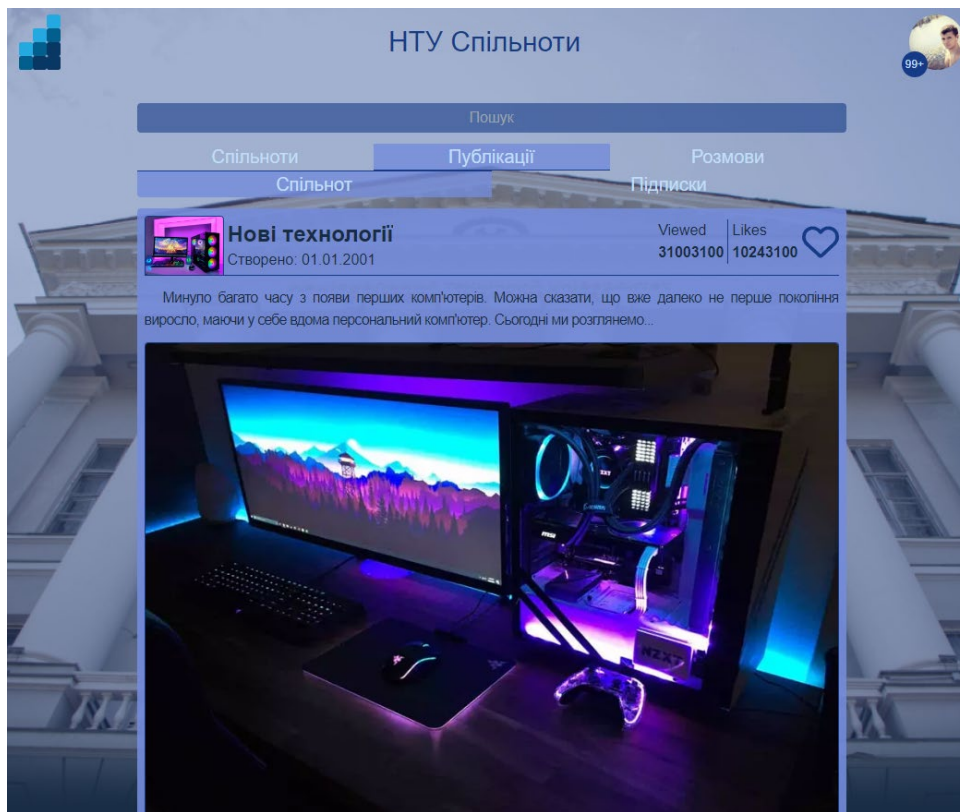 НТУ Спільноти
99+
Пошук
Спільноти Публікації Розмови
Спільнот Підписки
Нові технології
Створено: 01.01.2001
Viewed Likes
31003100 10243100
Минуло багато часу з появи перших комп'ютерів. Можна сказати, що вже далеко не перше покоління
виросло, маючи у себе вдома персональний комп'ютер. Сьогодні ми розглянемо...
NZXT